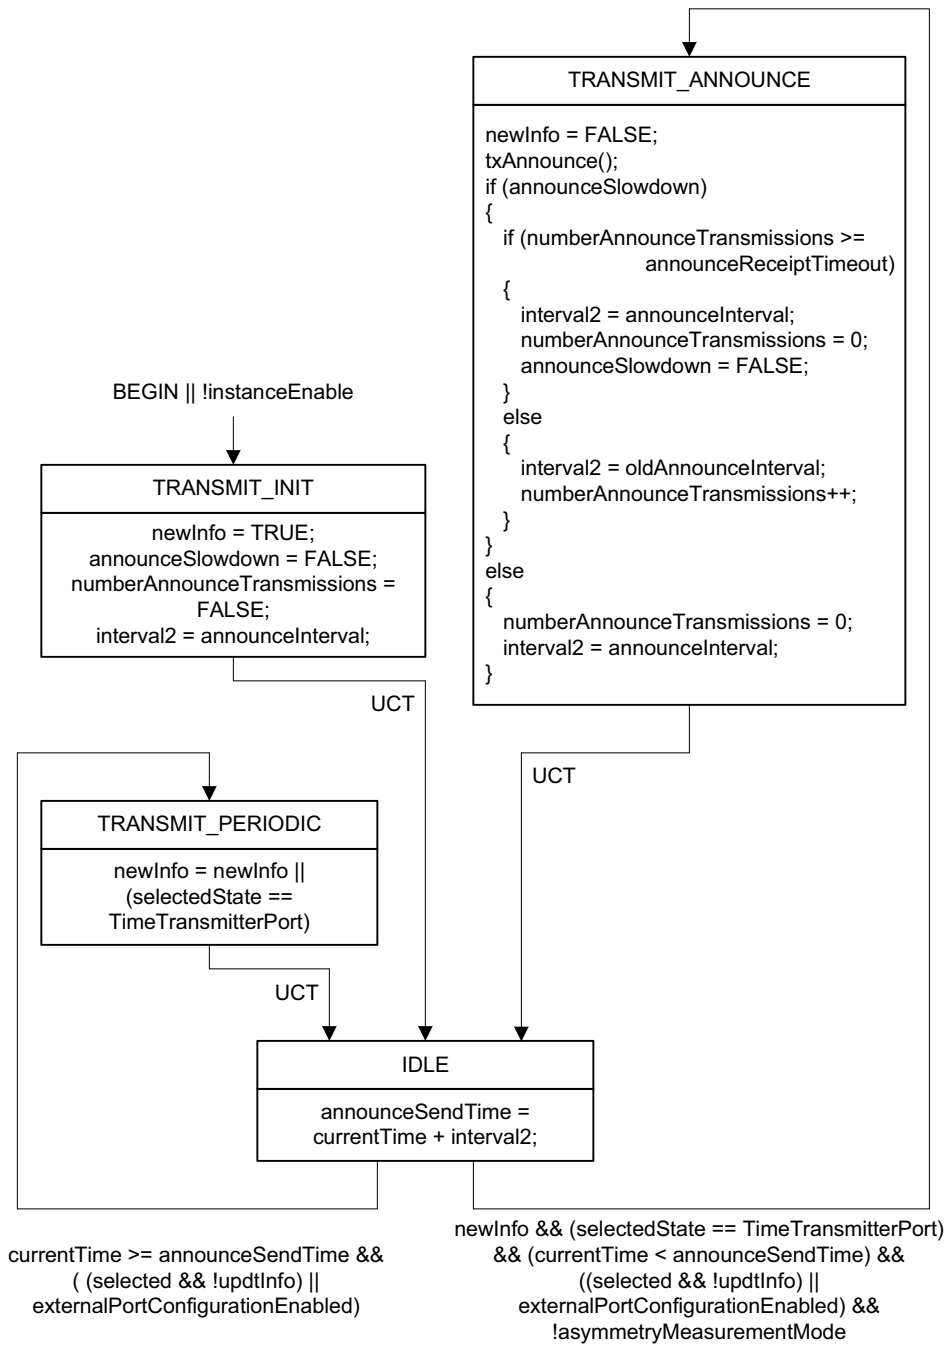 TRANSMIT_ANNOUNCE
newInfo = FALSE;
txAnnounce();
if (announceSlowdown)
{
if (numberAnnounceTransmissions >=
announceReceiptTimeout)
{
interval2 = announceInterval;
numberAnnounceTransmissions = 0;
announceSlowdown = FALSE;
}
else
{
interval2 = oldAnnounceInterval;
numberAnnounceTransmissions++;
}
}
else
{
numberAnnounceTransmissions = 0;
interval2 = announceInterval;
}
BEGIN || !instanceEnable
TRANSMIT_INIT
newInfo = TRUE;
announceSlowdown = FALSE;
numberAnnounceTransmissions =
FALSE;
interval2 = announceInterval;
UCT
UCT
TRANSMIT_PERIODIC
newInfo = newInfo ||
(selectedState ==
TimeTransmitterPort)
UCT
IDLE
announceSendTime =
currentTime + interval2;
currentTime >= announceSendTime &&
( (selected && !updtInfo) ||
externalPortConfigurationEnabled)
newInfo && (selectedState == TimeTransmitterPort)
&& (currentTime < announceSendTime) &&
((selected && !updtInfo) ||
externalPortConfigurationEnabled) &&
!asymmetryMeasurementMode